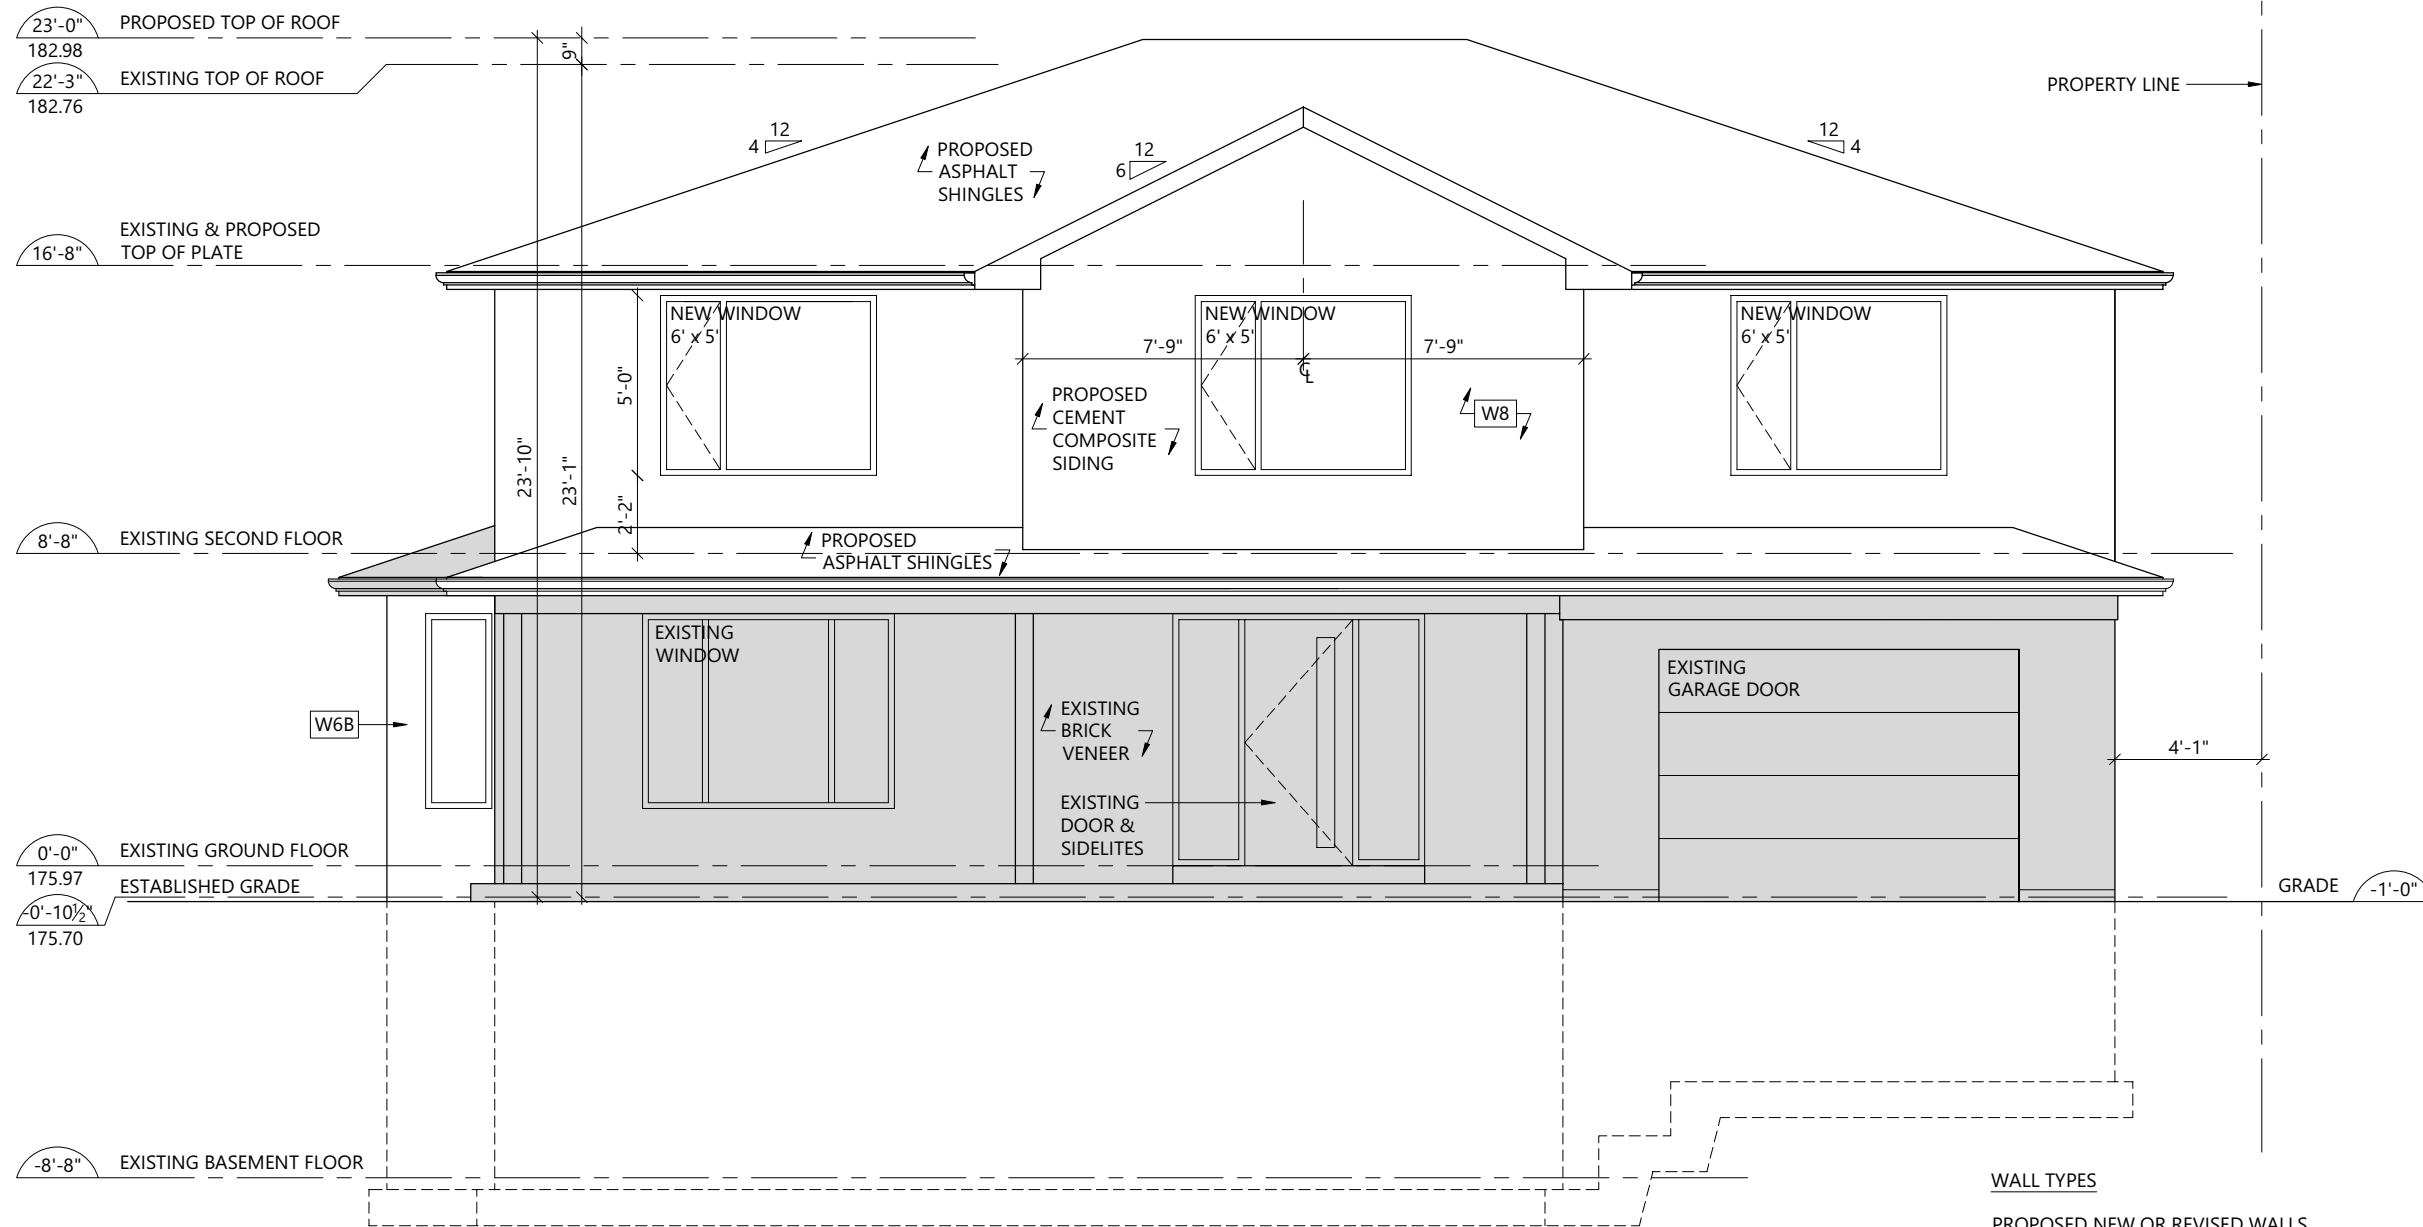 23'-0"
PROPOSED TOP OF ROOF
182.98
22'-3"
EXISTING TOP OF ROOF
182.76
9"
PROPERTY LINE
12
4
PROPOSED
ASPHALT
SHINGLES
12
6
12
4
EXISTING & PROPOSED
TOP OF PLATE
16'-8"
NEW WINDOW
6' x 5'
NEW WINDOW
6' x 5'
NEW WINDOW
6' x 5'
7'-9"
7'-9"
CL
5'-0"
PROPOSED
CEMENT
COMPOSITE
SIDING
W8
23'-10"
23'-1"
2'-2"
8'-8"
EXISTING SECOND FLOOR
PROPOSED
ASPHALT SHINGLES
EXISTING
WINDOW
EXISTING
GARAGE DOOR
W6B
EXISTING
BRICK
VENEER
4'-1"
EXISTING
DOOR &
SIDELITES
0'-0"
EXISTING GROUND FLOOR
175.97
ESTABLISHED GRADE
-0'-10½"
175.70
GRADE
-1'-0"
-8'-8"
EXISTING BASEMENT FLOOR
WALL TYPES
PROPOSED NEW OR REVISED WALLS